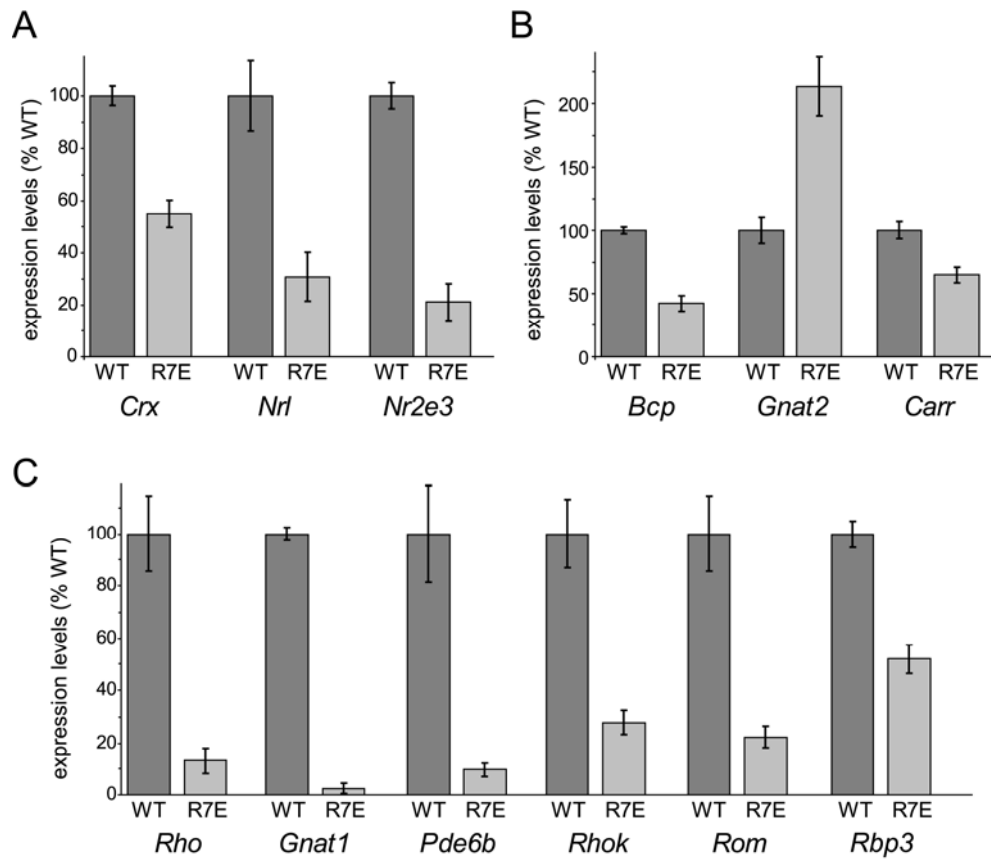 A
expression levels (% WT)
100
80
60
40
20
0
WT R7E WT R7E WT R7E
Crx Nrl Nr2e3
B
expression levels (% WT)
200
150
100
50
0
WT R7E WT R7E WT R7E
Bcp Gnat2 Carr
C
expression levels (% WT)
100
80
60
40
20
0
WT R7E WT R7E WT R7E WT R7E WT R7E WT R7E
Rho Gnat1 Pde6b Rhok Rom Rbp3